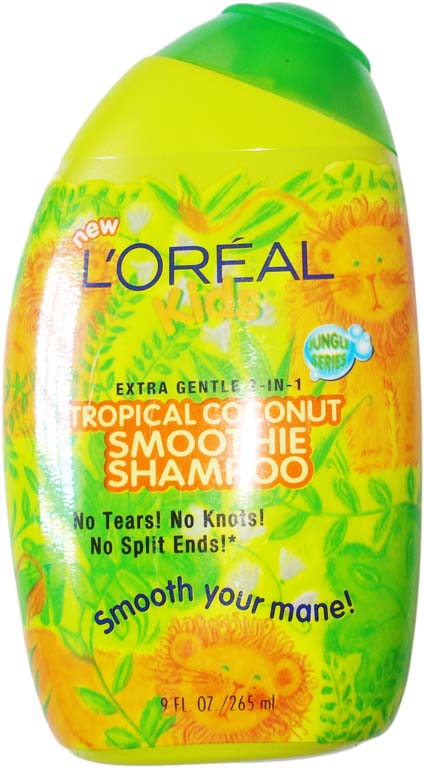 new
L'ORÉAL
Kids
JUNGLE
SERIES
EXTRA GENTLE 2-IN-1
TROPICAL COCONUT
SMOOTHIE
SHAMPOO
No Tears! No Knots!
No Split Ends!*
Smooth your mane!
9 FL. OZ./265 ml